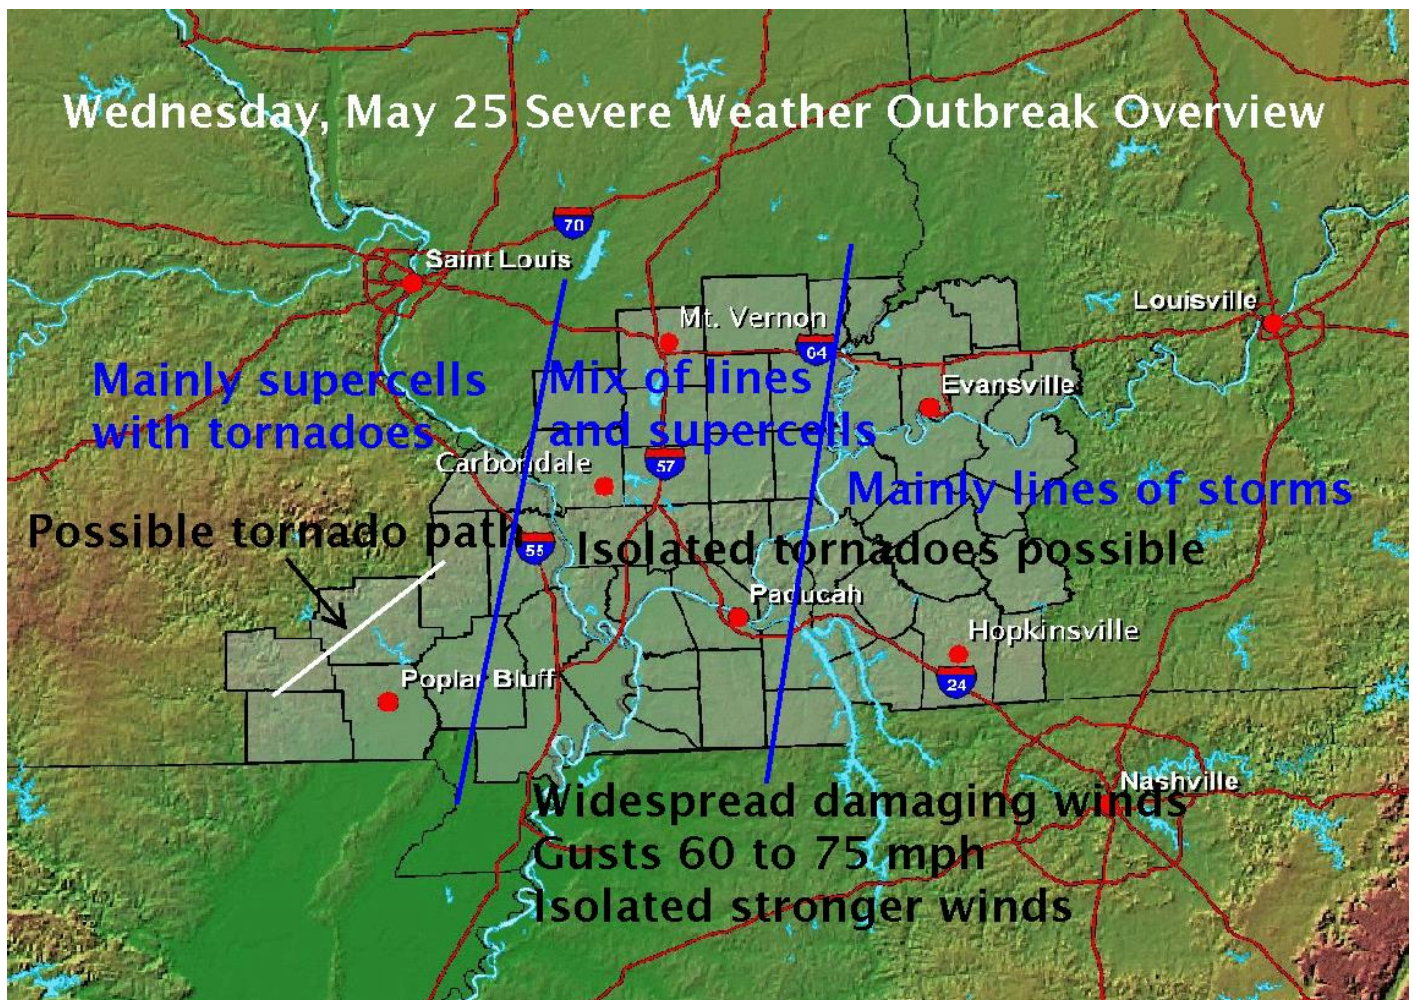 Wednesday, May 25 Severe Weather Outbreak Overview
70
Saint Louis
Louisville
Mt. Vernon
64
Mainly supercells
with tornadoes
Mix of lines
and supercells
Evansville
Carbondale
57
Mainly lines of storms
Possible tornado path
55
Isolated tornadoes possible
Paducah
Hopkinsville
Poplar Bluff
24
Nashville
Widespread damaging winds
Gusts 60 to 75 mph
Isolated stronger winds